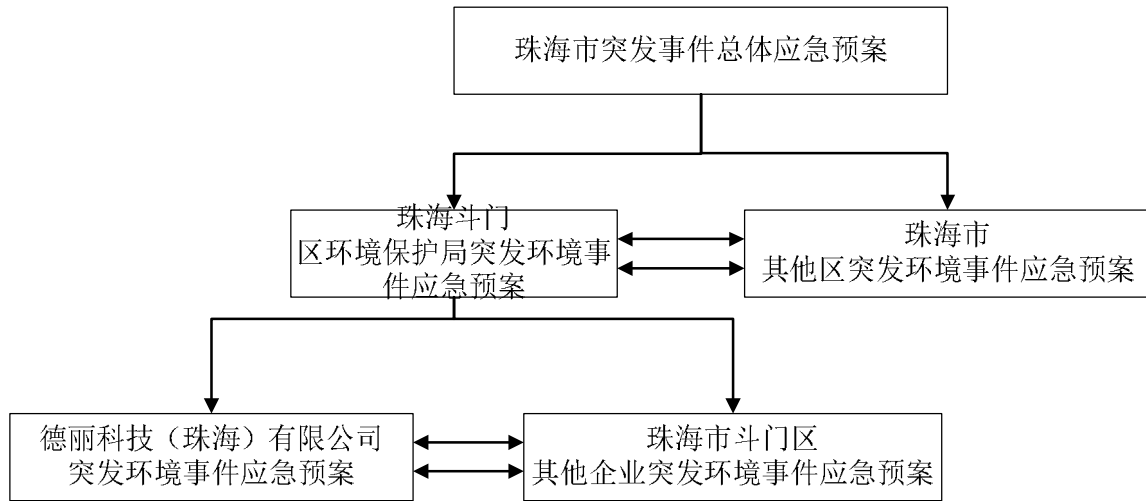 珠海市突发事件总体应急预案
珠海斗门
区环境保护局突发环境事
件应急预案
珠海市
其他区突发环境事件应急预案
德丽科技（珠海）有限公司
突发环境事件应急预案
珠海市斗门区
其他企业突发环境事件应急预案